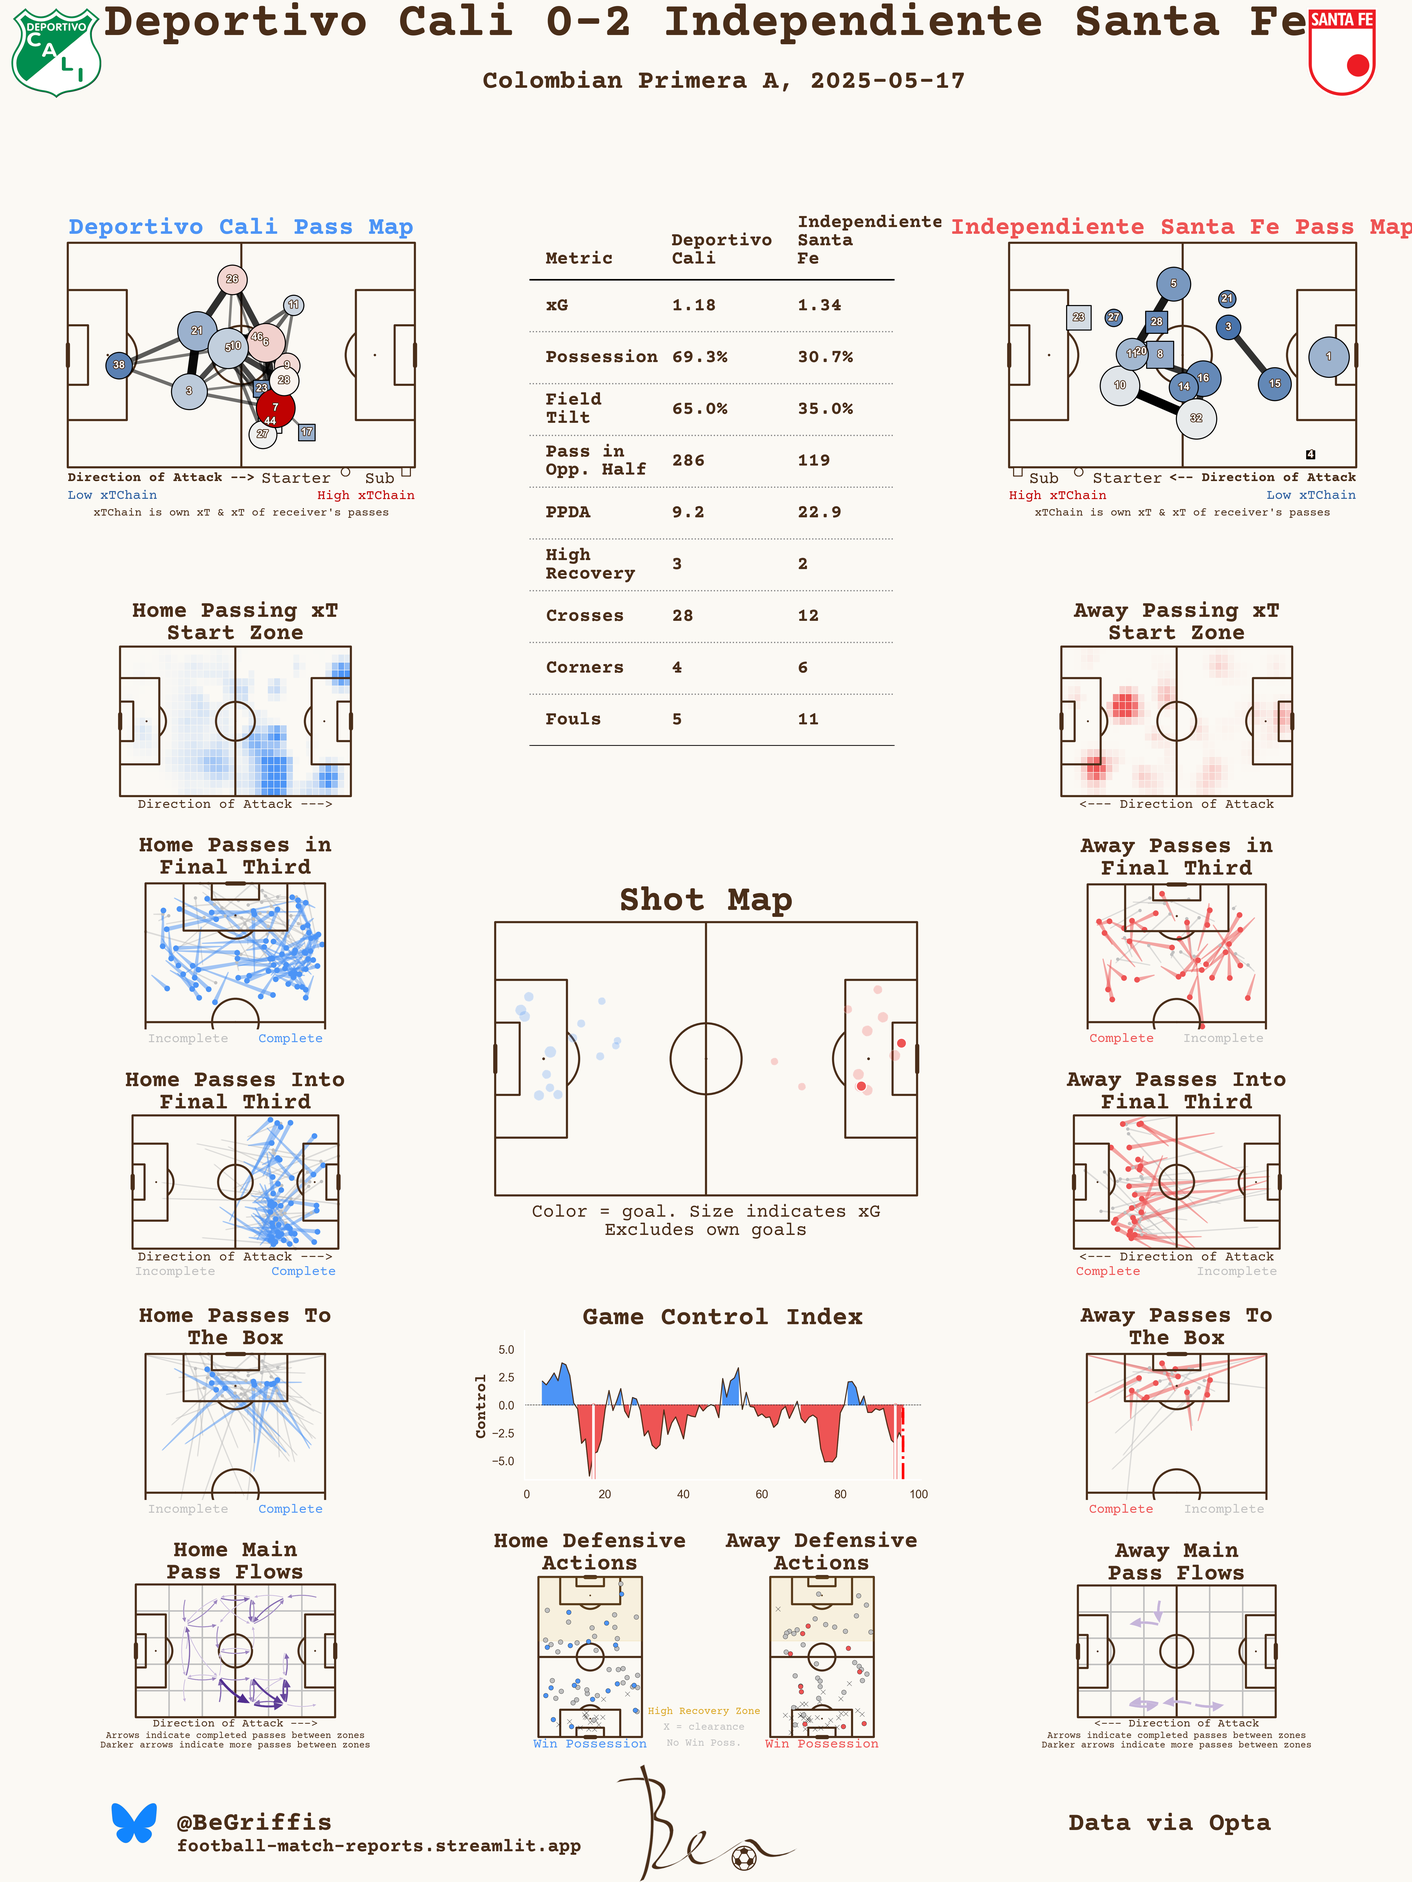 Deportivo Cali 0-2 Independiente Santa Fe
DEPORTIVO
CALI
SANTA FE
Colombian Primera A, 2025-05-17
Deportivo Cali Pass Map
26
11
21
46
6
5
10
38
9
28
3
23
7
44
27
17
Direction of Attack --> Starter Sub
Low xTChain High xTChain
xTChain is own xT & xT of receiver's passes
Metric Deportivo Cali Independiente Santa Fe
xG 1.18 1.34
Possession 69.3% 30.7%
Field Tilt 65.0% 35.0%
Pass in Opp. Half 286 119
PPDA 9.2 22.9
High Recovery 3 2
Crosses 28 12
Corners 4 6
Fouls 5 11
Independiente Santa Fe Pass Map
5
21
23
27
28
3
11
20
8
1
10
16
14
15
32
4
Sub Starter <-- Direction of Attack
High xTChain Low xTChain
xTChain is own xT & xT of receiver's passes
Home Passing xT
Start Zone
Direction of Attack --->
Away Passing xT
Start Zone
<--- Direction of Attack
Home Passes in
Final Third
Incomplete Complete
Away Passes in
Final Third
Complete Incomplete
Shot Map
Color = goal. Size indicates xG
Excludes own goals
Home Passes Into
Final Third
Direction of Attack --->
Incomplete Complete
Away Passes Into
Final Third
<--- Direction of Attack
Complete Incomplete
Home Passes To
The Box
Incomplete Complete
Game Control Index
Control
5.0
2.5
0.0
−2.5
−5.0
0 20 40 60 80 100
Away Passes To
The Box
Complete Incomplete
Home Main
Pass Flows
Direction of Attack --->
Arrows indicate completed passes between zones
Darker arrows indicate more passes between zones
Home Defensive
Actions
Win Possession
High Recovery Zone
X = clearance
No Win Poss.
Away Defensive
Actions
Win Possession
Away Main
Pass Flows
<--- Direction of Attack
Arrows indicate completed passes between zones
Darker arrows indicate more passes between zones
@BeGriffis
football-match-reports.streamlit.app
Ben
Data via Opta